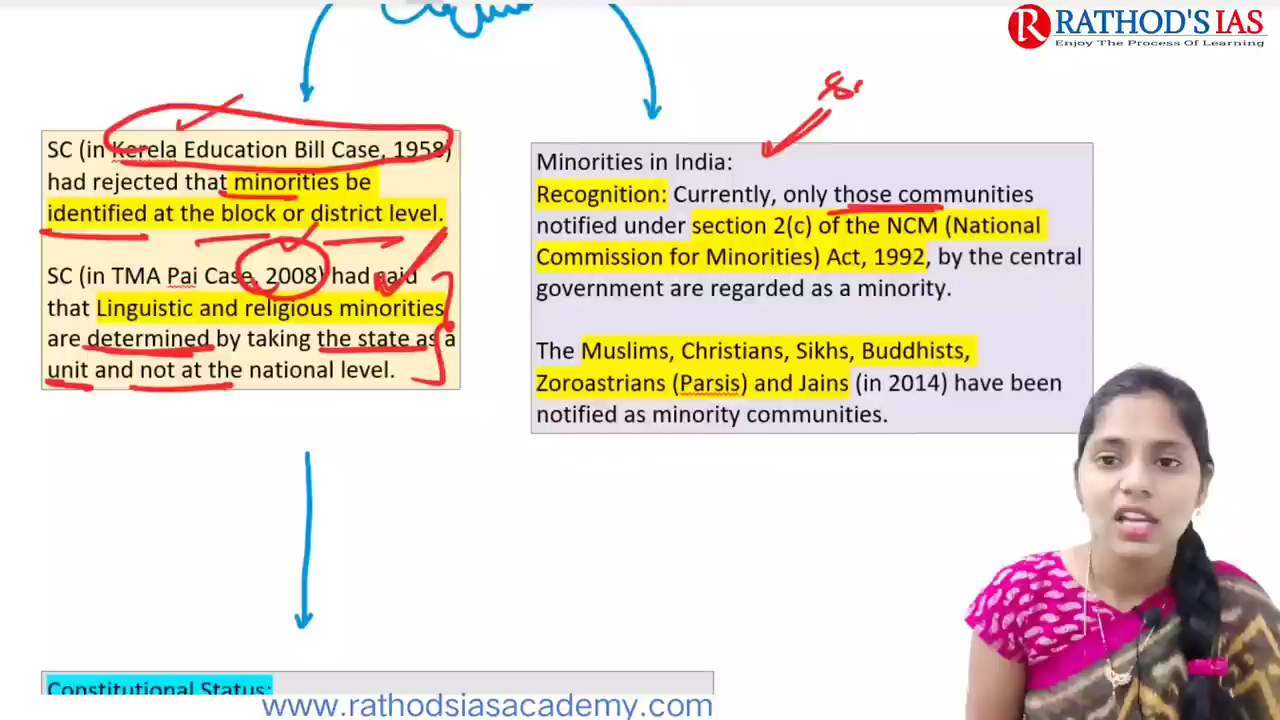 RATHOD'S IAS
Enjoy The Process Of Learning
SC (in Kerela Education Bill Case, 1958)
had rejected that minorities be
identified at the block or district level.
SC (in TMA Pai Case, 2008) had said
that Linguistic and religious minorities
are determined by taking the state as a
unit and not at the national level.
Minorities in India:
Recognition: Currently, only those communities
notified under section 2(c) of the NCM (National
Commission for Minorities) Act, 1992, by the central
government are regarded as a minority.
The Muslims, Christians, Sikhs, Buddhists,
Zoroastrians (Parsis) and Jains (in 2014) have been
notified as minority communities.
Constitutional Status:
www.rathodsiasacademy.com